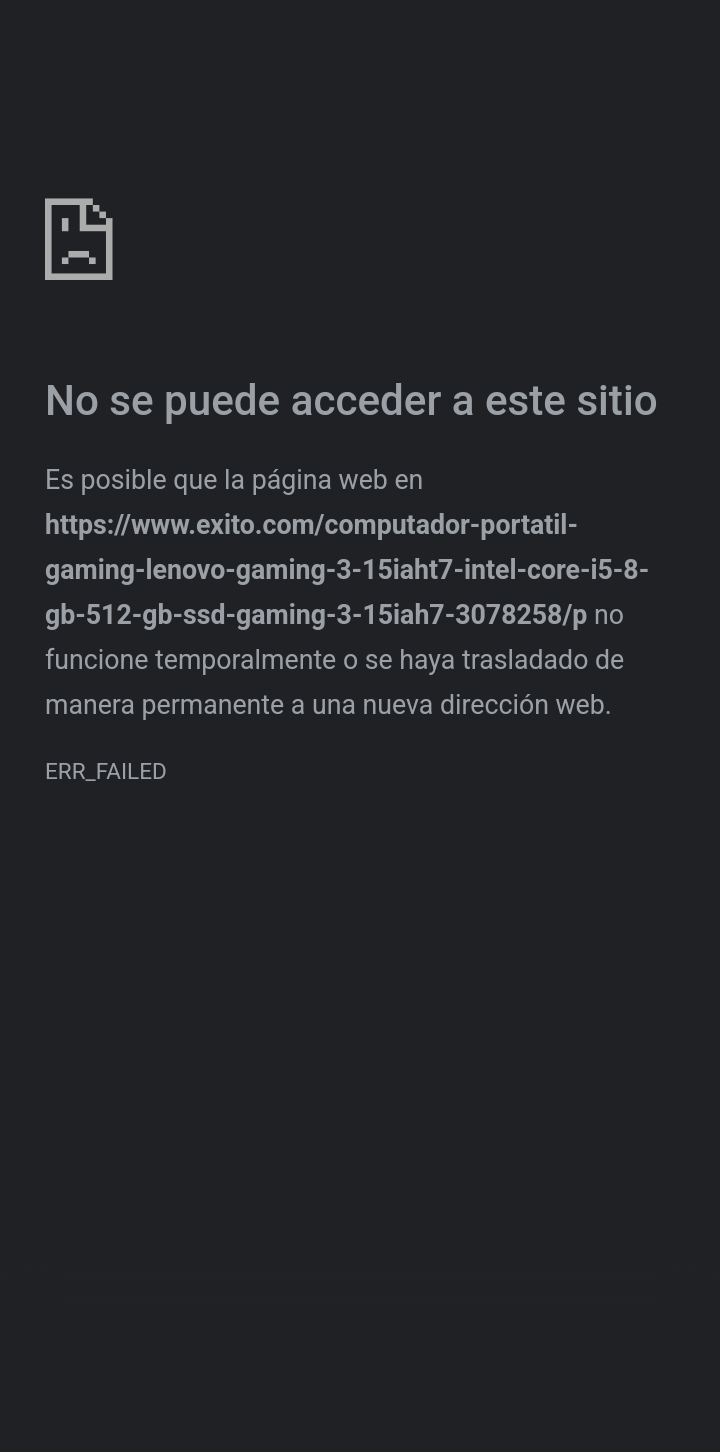 No se puede acceder a este sitio
Es posible que la página web en
https://www.exito.com/computador-portatil-
gaming-lenovo-gaming-3-15iaht7-intel-core-i5-8-
gb-512-gb-ssd-gaming-3-15iah7-3078258/p no
funcione temporalmente o se haya trasladado de
manera permanente a una nueva dirección web.
ERR_FAILED